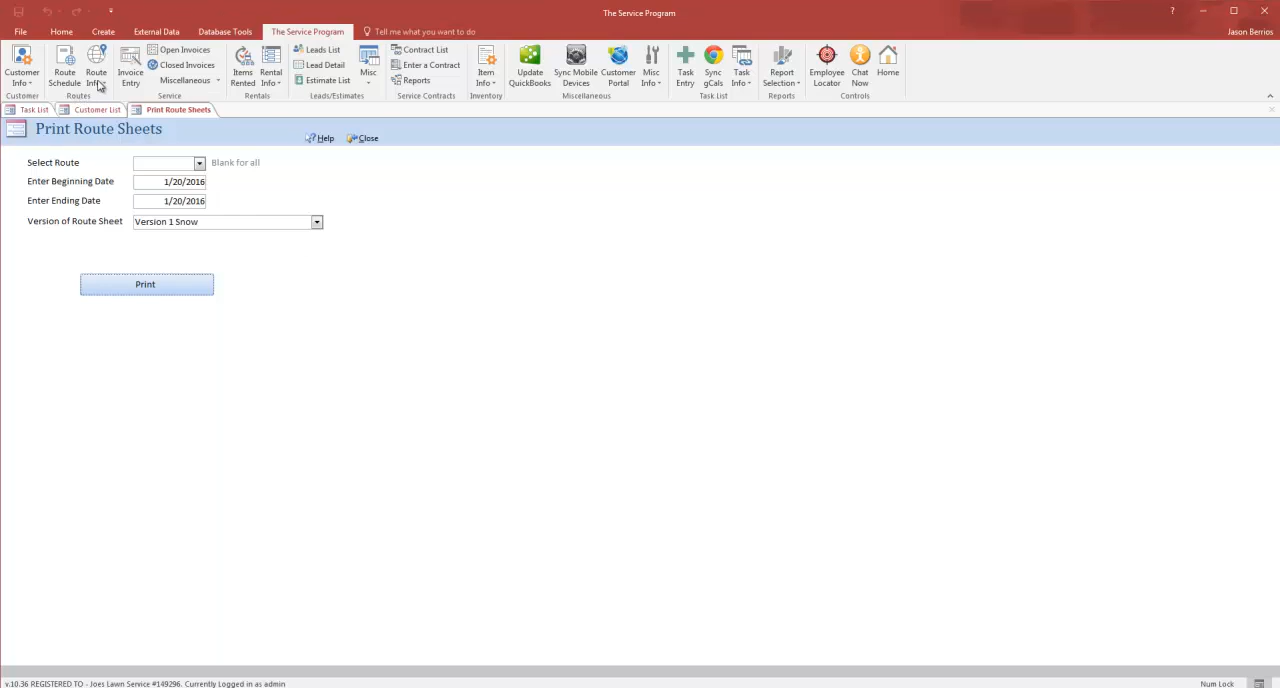 The Service Program
?
Jason Berrios
File Home Create External Data Database Tools The Service Program Tell me what you want to do
Customer Info
Customer
Route Schedule
Route Info
Routes
Invoice Entry
Open Invoices
Closed Invoices
Miscellaneous
Service
Items Rented
Rental Info
Rentals
Leads List
Lead Detail
Estimate List
Misc
Leads/Estimates
Contract List
Enter a Contract
Reports
Service Contracts
Item Info
Inventory
Update QuickBooks
Sync Mobile Devices
Customer Portal
Misc Info
Miscellaneous
Task Entry
Sync gCals
Task Info
Task List
Report Selection
Reports
Employee Locator
Chat Now
Home
Controls
Task List Customer List Print Route Sheets
Print Route Sheets
Help Close
Select Route Blank for all
Enter Beginning Date 1/20/2016
Enter Ending Date 1/20/2016
Version of Route Sheet Version 1 Snow
Print
v.10.36 REGISTERED TO - Joes Lawn Service #149296. Currently Logged in as admin
Num Lock